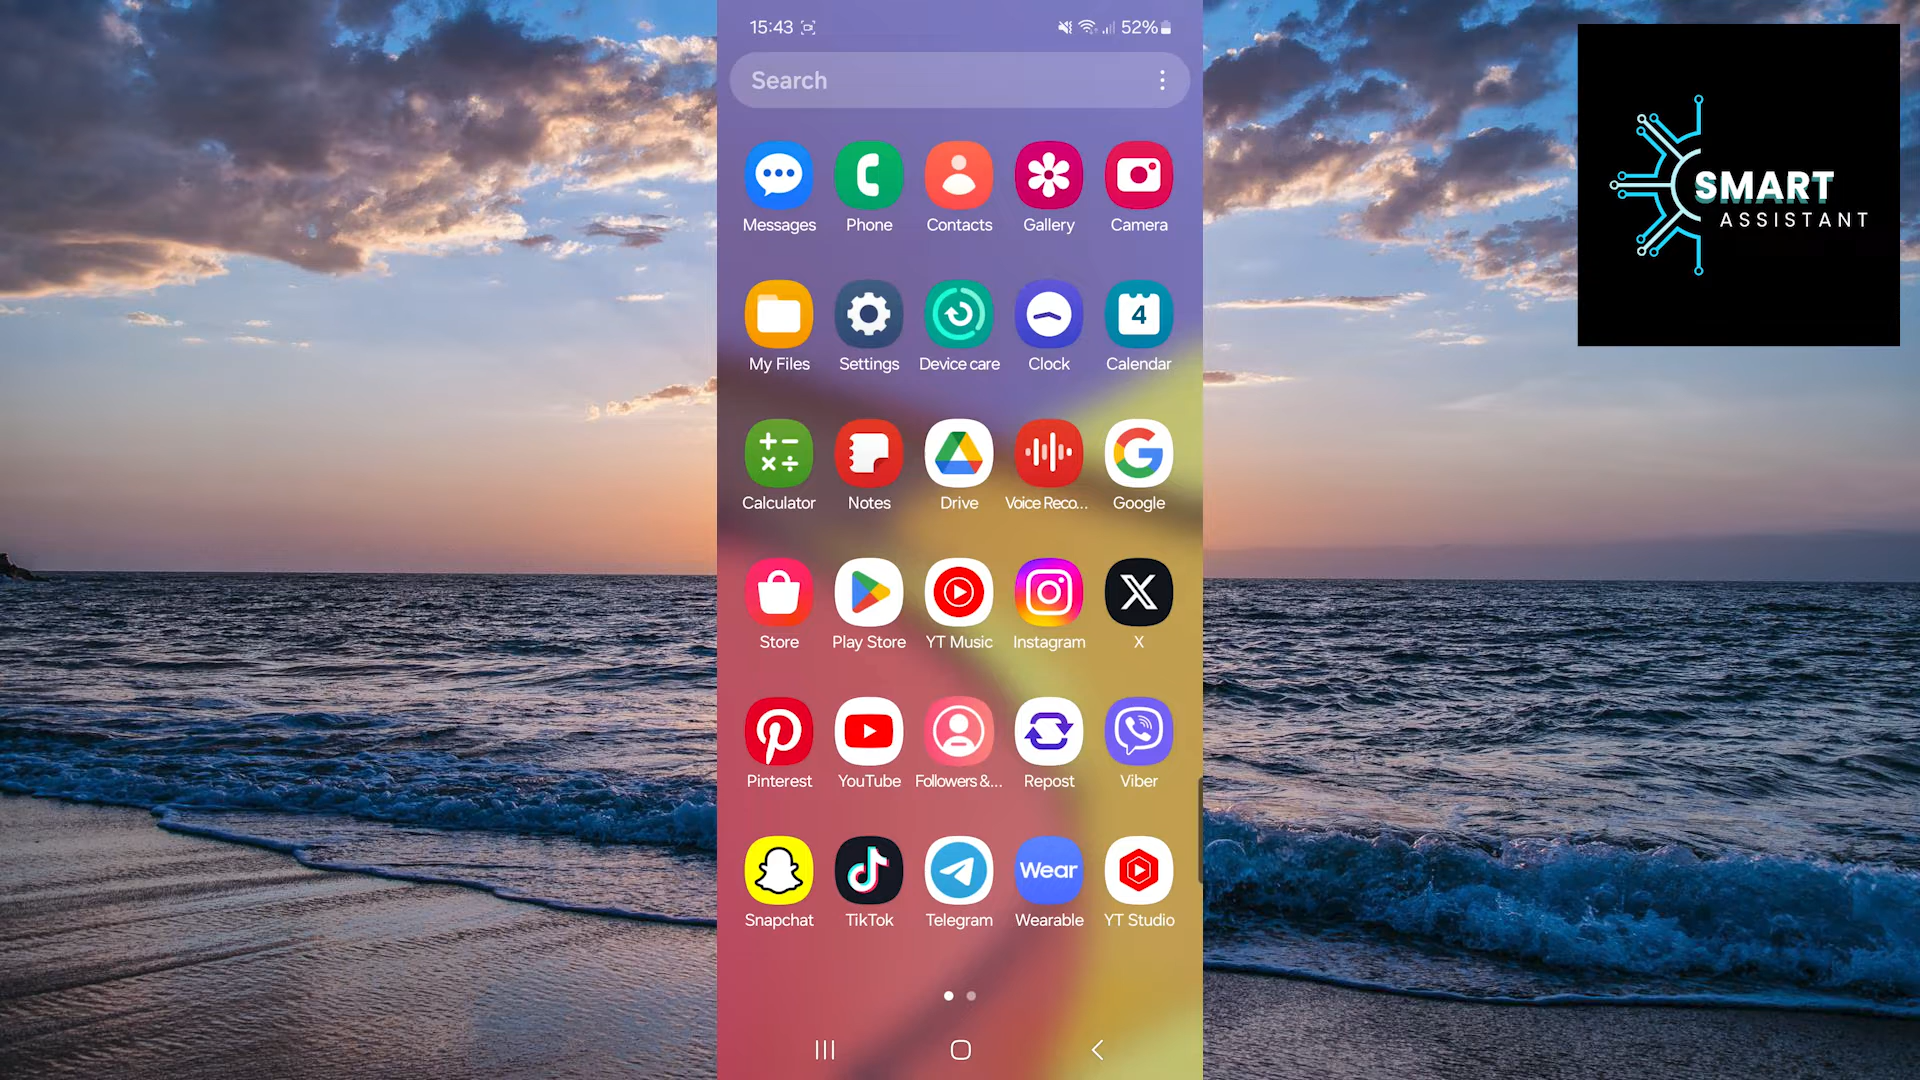 15:43
52%
Search
Messages
Phone
Contacts
Gallery
Camera
My Files
Settings
Device care
Clock
4
Calendar
Calculator
Notes
Drive
Voice Reco...
Google
Store
Play Store
YT Music
Instagram
X
Pinterest
YouTube
Followers &...
Repost
Viber
Snapchat
TikTok
Telegram
Wear
Wearable
YT Studio
SMART
ASSISTANT